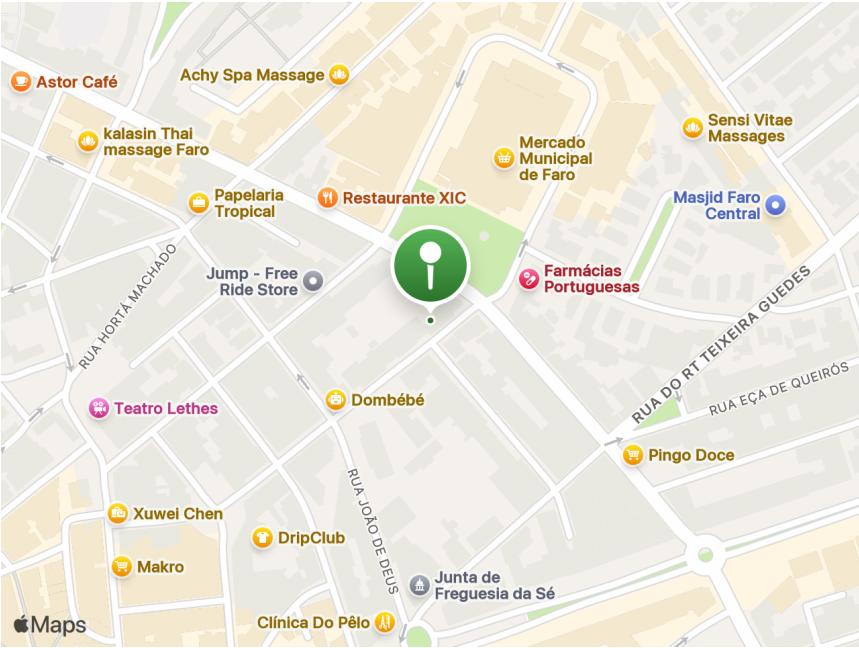 Achy Spa Massage
Astor Café
kalasin Thai
massage Faro
Sensi Vitae
Massages
Mercado
Municipal
de Faro
Papelaria
Tropical
Restaurante XIC
Masjid Faro
Central
Jump - Free
Ride Store
Farmácias
Portuguesas
RUA HORTÁ MACHADO
RUA DO RT TEIXEIRA GUEDES
RUA EÇA DE QUEIRÓS
Dombébé
Teatro Lethes
Pingo Doce
RUA JOÃO DE DEUS
Xuwei Chen
DripClub
Makro
Junta de
Freguesia da Sé
Clínica Do Pêlo
Maps